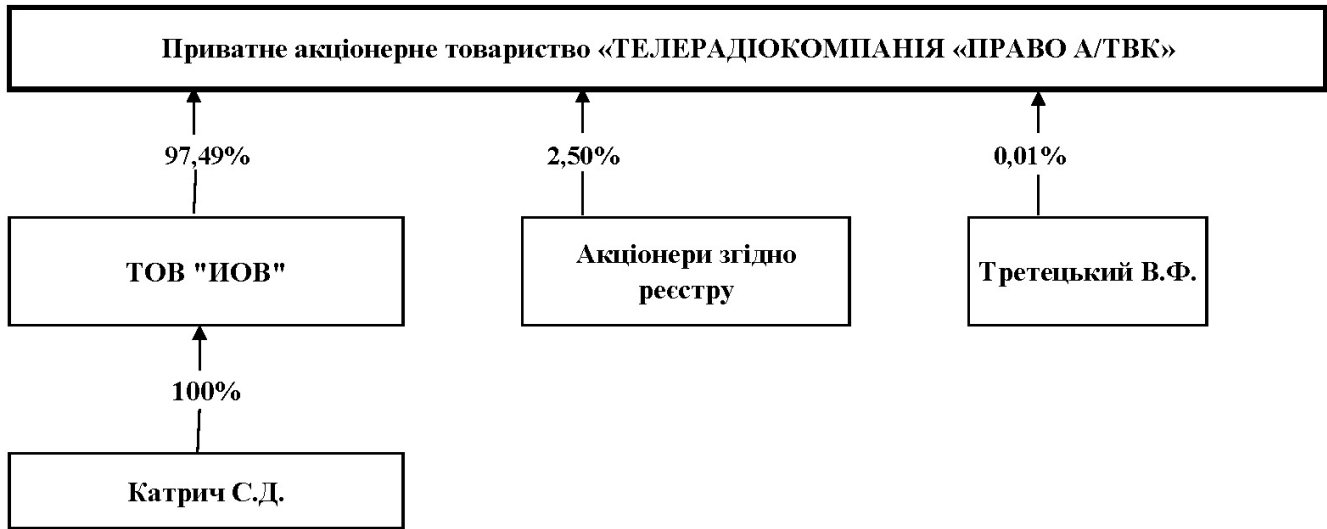 Приватне акціонерне товариство «ТЕЛЕРАДІОКОМПАНІЯ «ПРАВО А/ТВК»
97,49%
2,50%
0,01%
ТОВ "ИОВ"
Акціонери згідно
реєстру
Третецький В.Ф.
100%
Катрич С.Д.